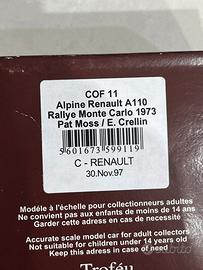 COF 11
Alpine Renault A110
Rallye Monte Carlo 1973
Pat Moss / E. Crellin
5601673599119
C - RENAULT
30.Nov.97
Modèle à l'échelle pour collectionneurs adultes
Ne convient pas aux enfants de moins de 14 ans
Garder cette adresse en cas de necessité
Accurate scale model car for adult collectors
Not suitable for children under 14 years old
Keep this address in case of need
Troféu